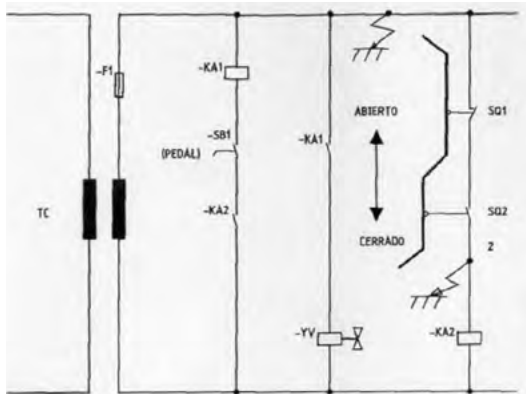 -F1
-KA1
-SB1
(PEDAL)
-KA2
TC
-KA1
ABIERTO
CERRADO
SQ1
SQ2
2
-YV
-KA2